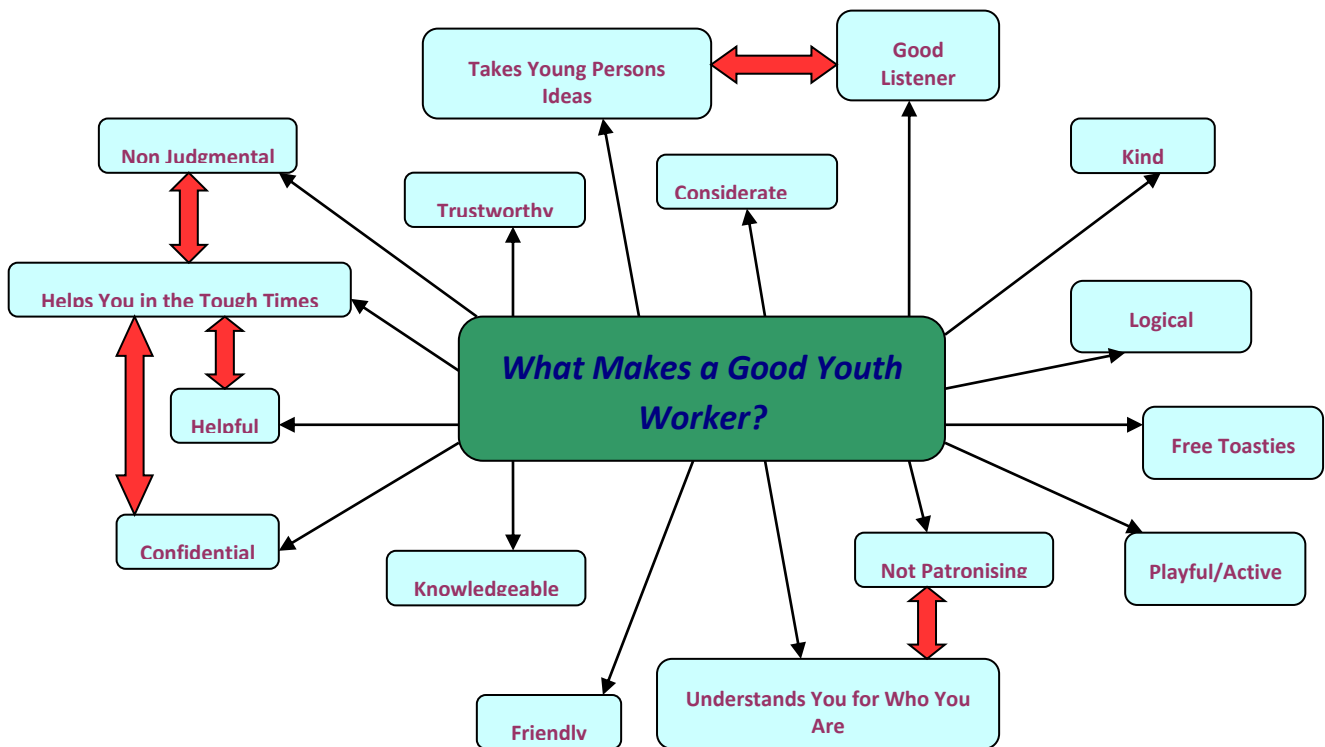 Takes Young Persons
Ideas
Good
Listener
Non Judgmental
Kind
Trustworthy
Considerate
Helps You in the Tough Times
Logical
What Makes a Good Youth
Worker?
Helpful
Free Toasties
Confidential
Knowledgeable
Not Patronising
Playful/Active
Friendly
Understands You for Who You
Are